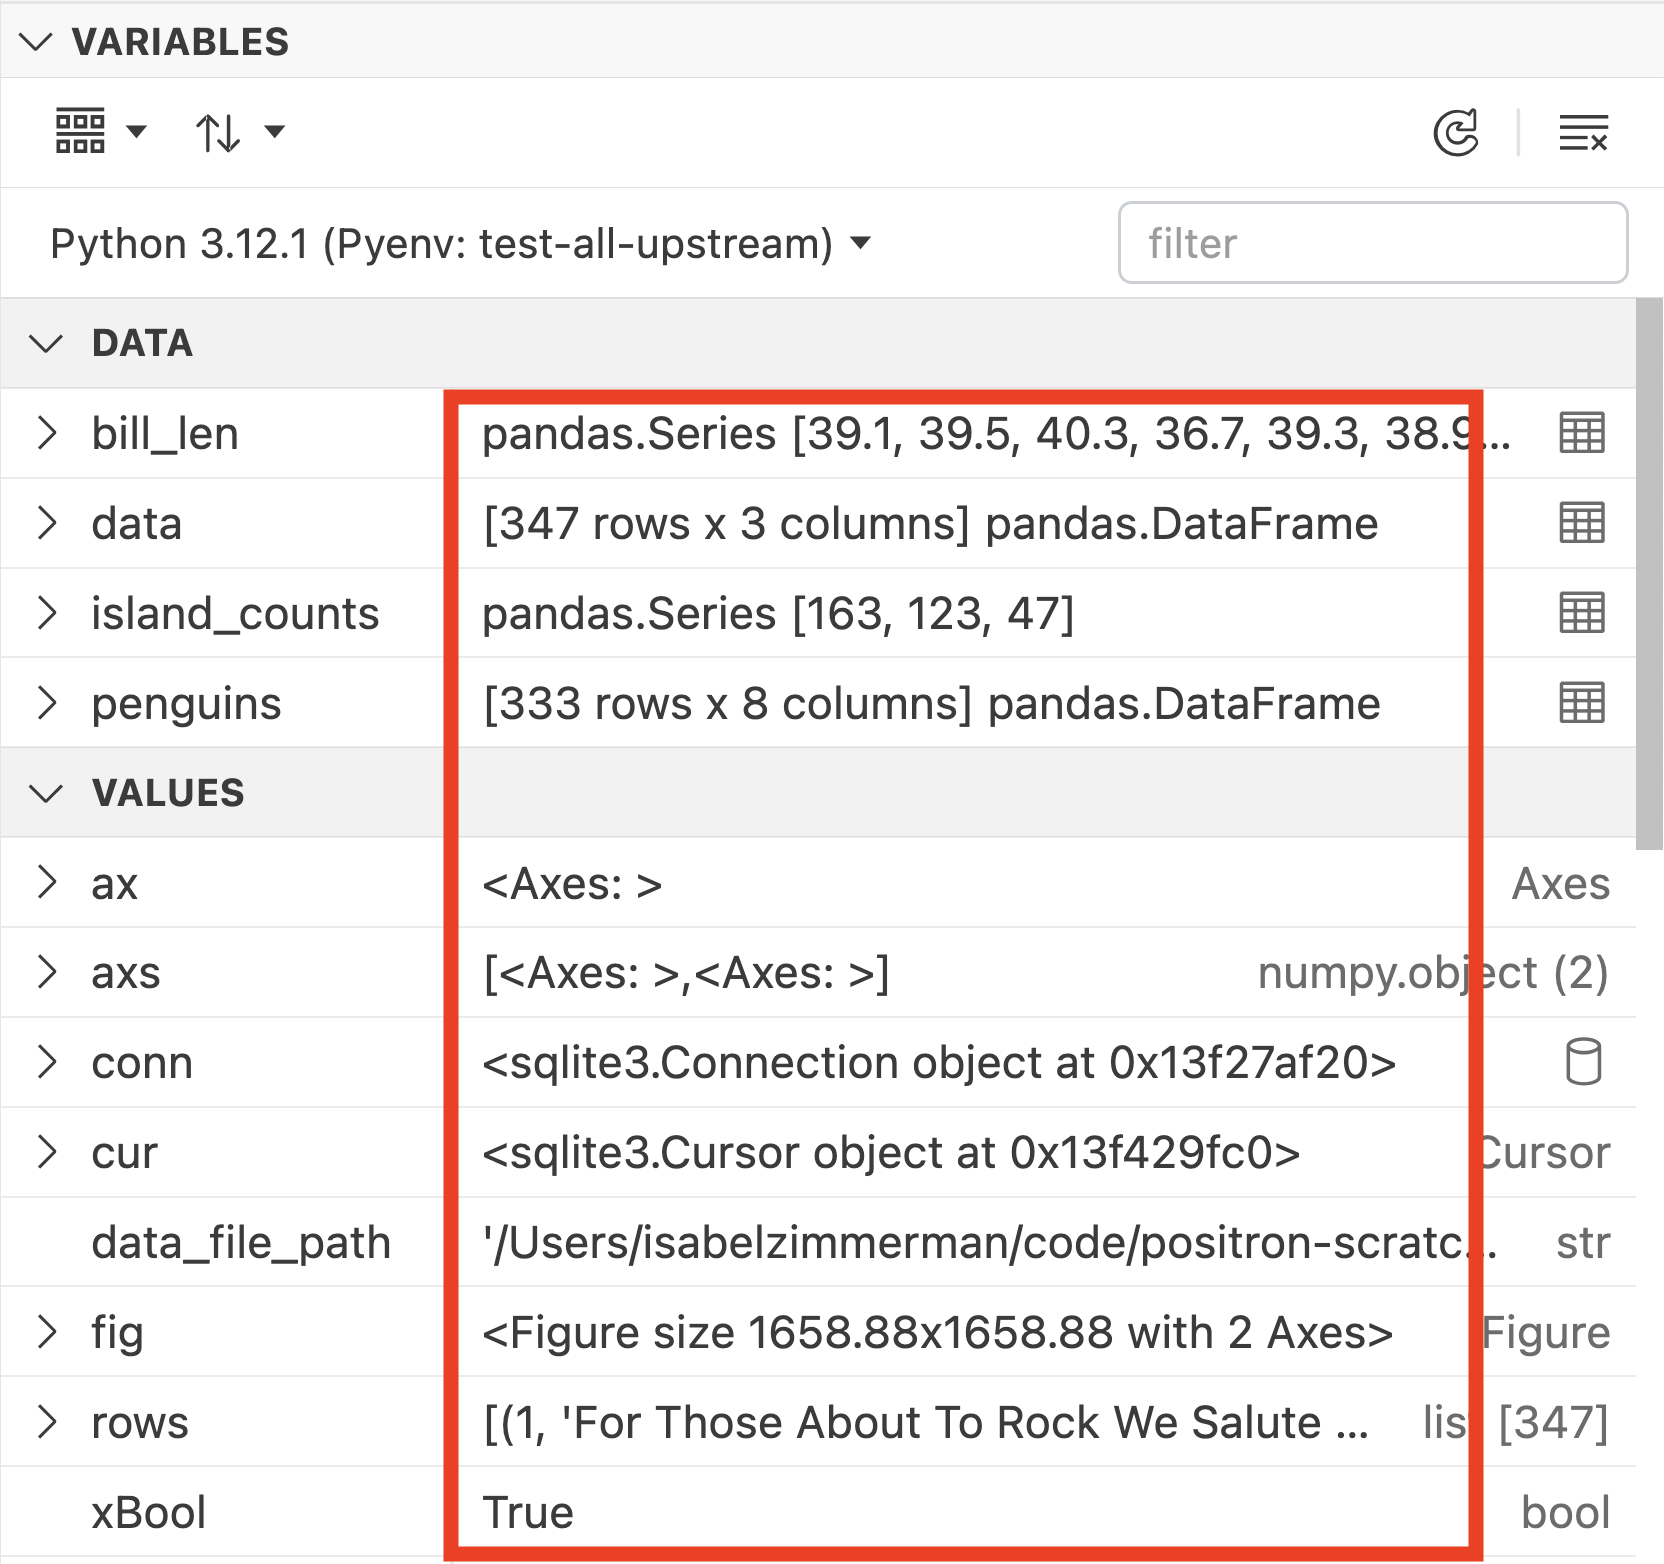 VARIABLES
Python 3.12.1 (Pyenv: test-all-upstream)
filter
DATA
bill_len pandas.Series [39.1, 39.5, 40.3, 36.7, 39.3, 38.9...
data [347 rows x 3 columns] pandas.DataFrame
island_counts pandas.Series [163, 123, 47]
penguins [333 rows x 8 columns] pandas.DataFrame
VALUES
ax <Axes: > Axes
axs [<Axes: >,<Axes: >] numpy.object (2)
conn <sqlite3.Connection object at 0x13f27af20>
cur <sqlite3.Cursor object at 0x13f429fc0> Cursor
data_file_path '/Users/isabelzimmerman/code/positron-scratc... str
fig <Figure size 1658.88x1658.88 with 2 Axes> Figure
rows [(1, 'For Those About To Rock We Salute ... list [347]
xBool True bool